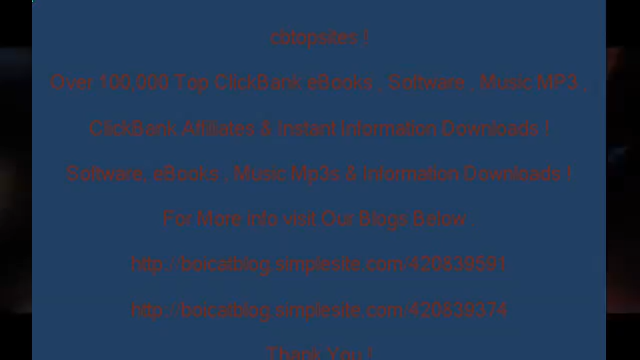 cbtopsites !
Over 100,000 Top ClickBank eBooks , Software , Music MP3 ,
ClickBank Affiliates & Instant Information Downloads !
Software, eBooks , Music Mp3s & Information Downloads !
For More info visit Our Blogs Below
http://boicatblog.simplesite.com/420839591
http://boicatblog.simplesite.com/420839374
Thank You !